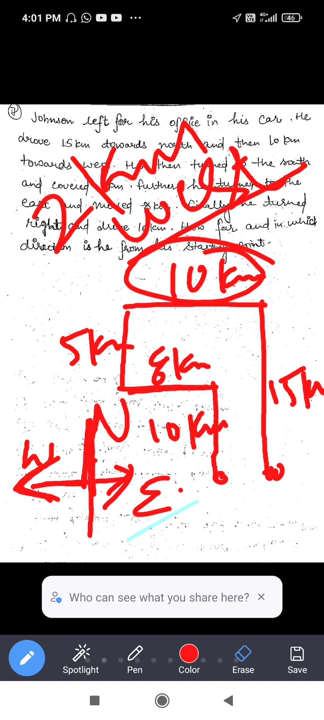 4:01 PM
46
Johnson left for his office in his car. He
drove 15 km towards north and then 10 km
towards west. He then turned to the south
and covered km. Further he turned to the
east and moved 8 km. Finally he turned
right and drove 10 km. How far and in which
direction is he from his starting point.
2 km
West
10 km
5 km
8 km
15 km
N
10 km
W
E
Who can see what you share here?
Spotlight
Pen
Color
Erase
Save